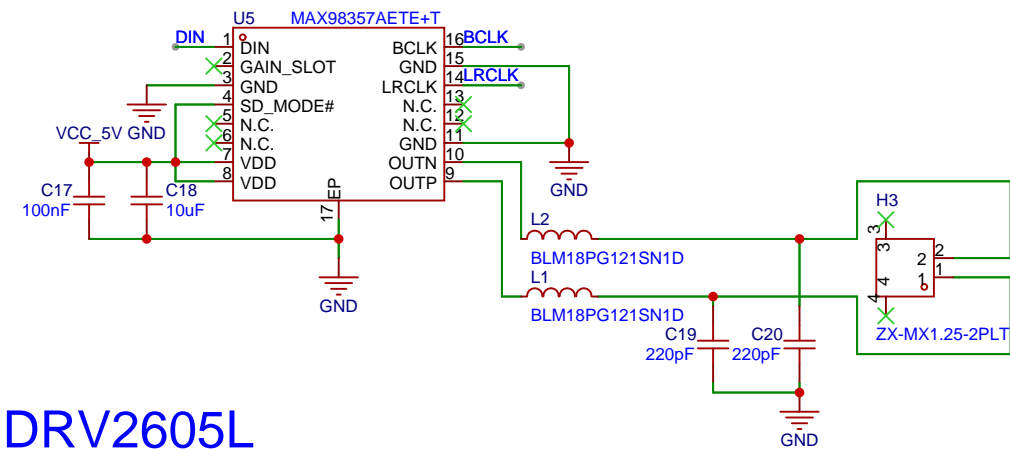 U5 MAX98357AETE+T
DIN 1 DIN BCLK 16 BCLK
2 GAIN_SLOT GND 15
3 GND LRCLK 14 LRCLK
4 SD_MODE# N.C. 13
5 N.C. N.C. 12
6 N.C. GND 11
7 VDD OUTN 10
8 VDD OUTP 9
EP
17
VCC_5V GND
C17
100nF
C18
10uF
GND
GND
L2
BLM18PG121SN1D
L1
BLM18PG121SN1D
C19
220pF
C20
220pF
GND
H3
3
3
2 2
1 1
4
4
ZX-MX1.25-2PLT
DRV2605L